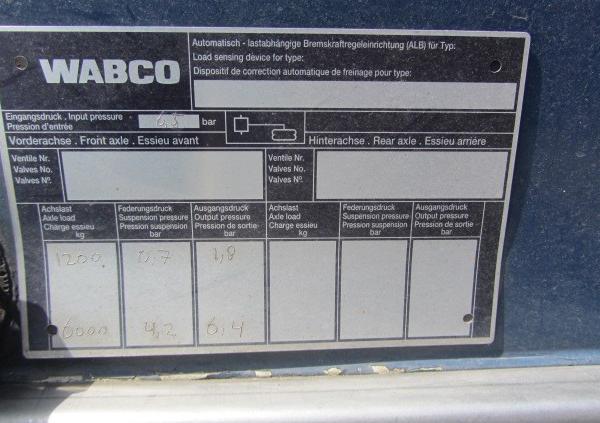 WABCO
Automatisch - lastabhängige Bremskraftregeleinrichtung (ALB) für Typ:
Load sensing device for type:
Dispositif de correction automatique de freinage pour type:
Eingangsdruck . Input pressure
Pression d'entrée
6,5 bar
Vorderachse . Front axle . Essieu avant
Hinterachse . Rear axle . Essieu arrière
Ventile Nr.
Valves No.
Valves Nº.
Ventile Nr.
Valves No.
Valves Nº.
Achslast
Axle load
Charge essieu
kg
Federungsdruck
Suspension pressure
Pression suspension
bar
Ausgangsdruck
Output pressure
Pression de sortie
bar
Achslast
Axle load
Charge essieu
kg
Federungsdruck
Suspension pressure
Pression suspension
bar
Ausgangsdruck
Output pressure
Pression de sortie
bar
1200 0,7 1,8
6000 4,2 6,4